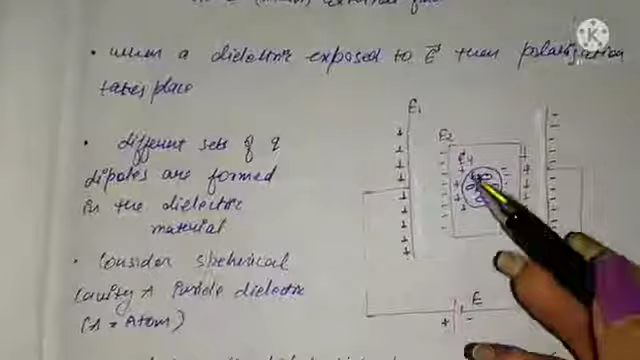 • when a dielectric exposed to E then polarization
takes place
• different sets of q
dipoles are formed
in the dielectric
material
• Consider spherical
cavity A inside dielectric
(A = Atom)
E1
E2
E4
E
+ -
K